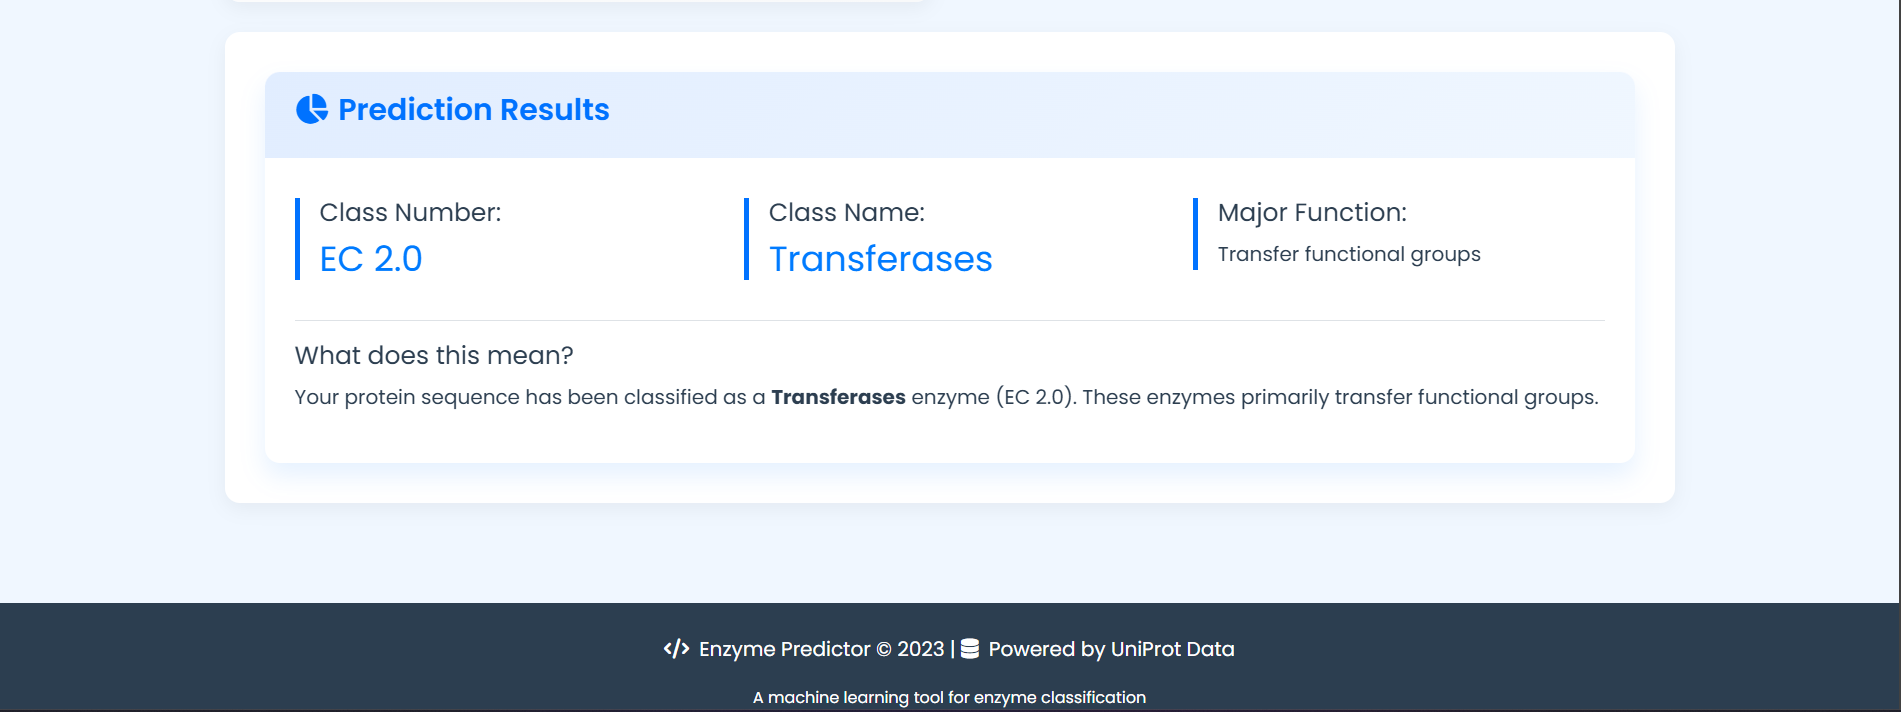 Prediction Results
Class Number:
EC 2.0
Class Name:
Transferases
Major Function:
Transfer functional groups
What does this mean?
Your protein sequence has been classified as a Transferases enzyme (EC 2.0). These enzymes primarily transfer functional groups.
</> Enzyme Predictor © 2023 | Powered by UniProt Data
A machine learning tool for enzyme classification